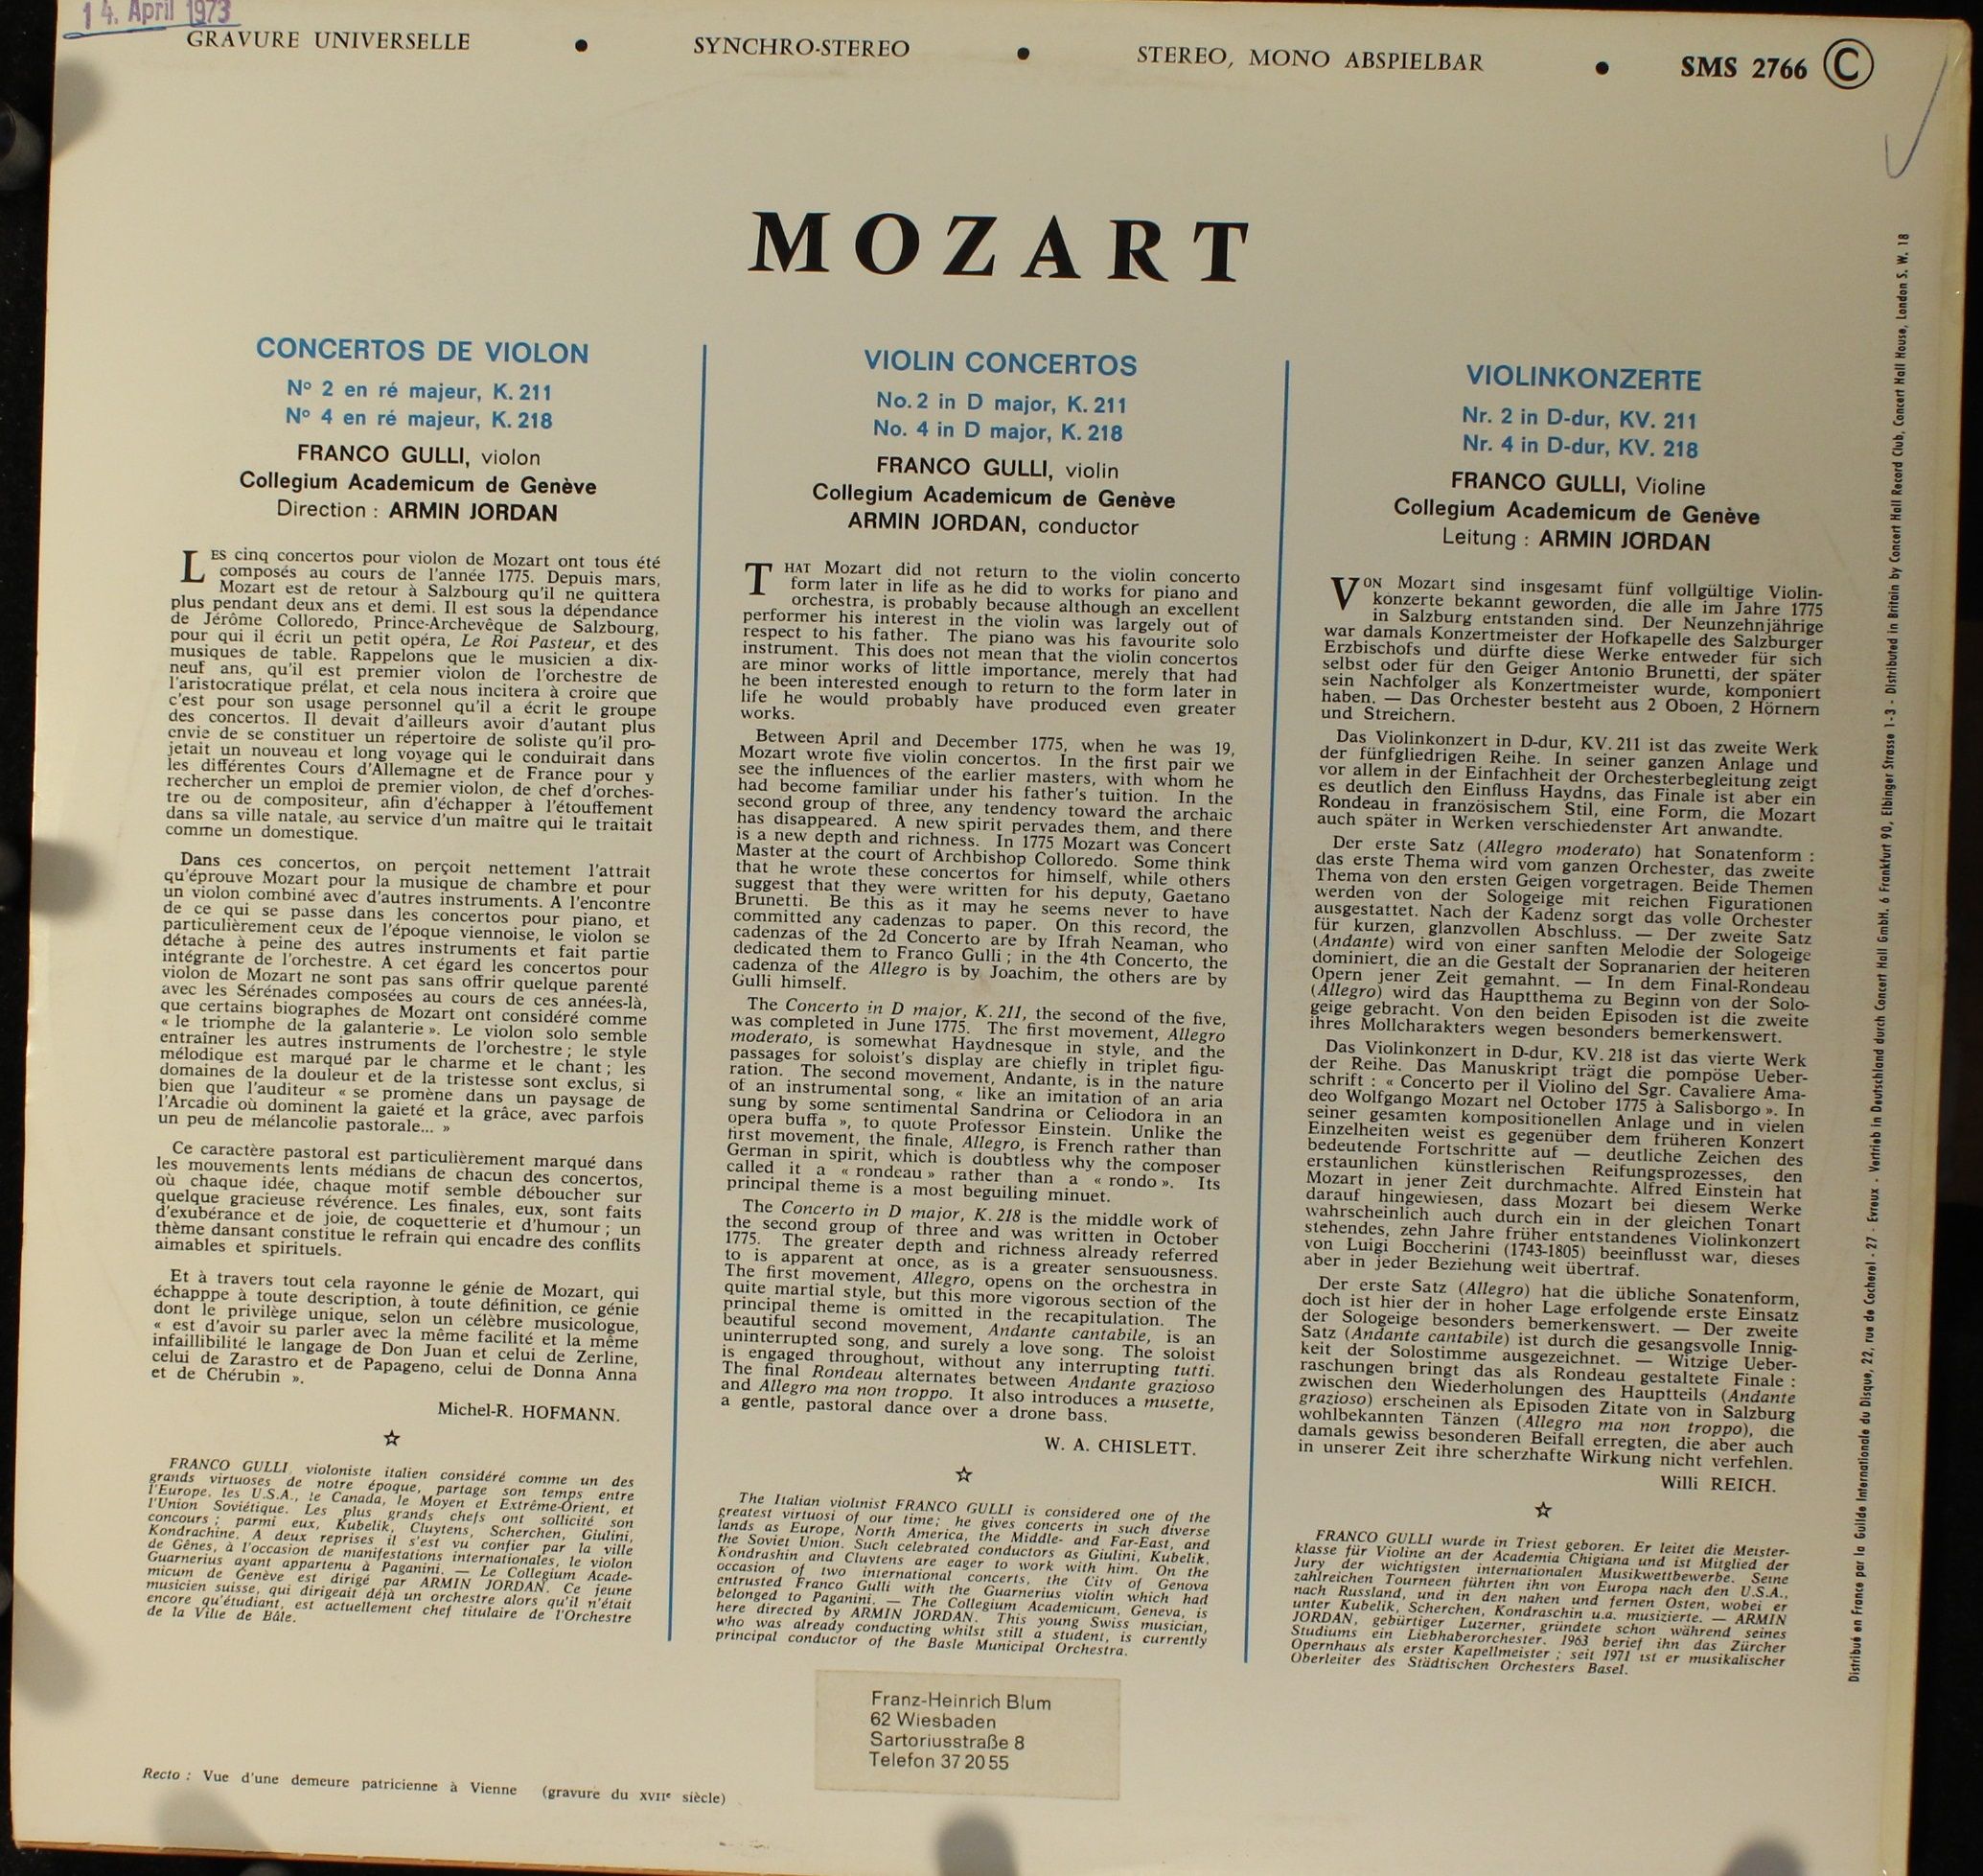 14. April 1973
GRAVURE UNIVERSELLE • SYNCHRO-STEREO • STEREO, MONO ABSPIELBAR • SMS 2766 Ⓒ
MOZART
CONCERTOS DE VIOLON
Nº 2 en ré majeur, K. 211
Nº 4 en ré majeur, K. 218
FRANCO GULLI, violon
Collegium Academicum de Genève
Direction : ARMIN JORDAN
LES cinq concertos pour violon de Mozart ont tous été
composés au cours de l'année 1775. Depuis mars,
Mozart est de retour à Salzbourg qu'il ne quittera
plus pendant deux ans et demi. Il est sous la dépendance
de Jérôme Colloredo, Prince-Archevêque de Salzbourg,
pour qui il écrit un petit opéra, Le Roi Pasteur, et des
musiques de table. Rappelons que le musicien a dix-
neuf ans, qu'il est premier violon de l'orchestre de
l'aristocratique prélat, et cela nous incitera à croire que
c'est pour son usage personnel qu'il a écrit le groupe
des concertos. Il devait d'ailleurs avoir d'autant plus
envie de se constituer un répertoire de soliste qu'il pro-
jetait un nouveau et long voyage qui le conduirait dans
les différentes Cours d'Allemagne et de France pour y
rechercher un emploi de premier violon, de chef d'orches-
tre ou de compositeur, afin d'échapper à l'étouffement
dans sa ville natale, au service d'un maître qui le traitait
comme un domestique.
Dans ces concertos, on perçoit nettement l'attrait
qu'éprouve Mozart pour la musique de chambre et pour
un violon combiné avec d'autres instruments. A l'encontre
de ce qui se passe dans les concertos pour piano, et
particulièrement ceux de l'époque viennoise, le violon se
détache à peine des autres instruments et fait partie
intégrante de l'orchestre. A cet égard les concertos pour
violon de Mozart ne sont pas sans offrir quelque parenté
avec les Sérénades composées au cours de ces années-là,
que certains biographes de Mozart ont considéré comme
« le triomphe de la galanterie ». Le violon solo semble
entraîner les autres instruments de l'orchestre ; le style
mélodique est marqué par le charme et le chant ; les
domaines de la douleur et de la tristesse sont exclus, si
bien que l'auditeur « se promène dans un paysage de
l'Arcadie où dominent la gaieté et la grâce, avec parfois
un peu de mélancolie pastorale... »
Ce caractère pastoral est particulièrement marqué dans
les mouvements lents médians de chacun des concertos,
où chaque idée, chaque motif semble déboucher sur
quelque gracieuse révérence. Les finales, eux, sont faits
d'exubérance et de joie, de coquetterie et d'humour ; un
thème dansant constitue le refrain qui encadre des conflits
aimables et spirituels.
Et à travers tout cela rayonne le génie de Mozart, qui
échapppe à toute description, à toute définition, ce génie
dont le privilège unique, selon un célèbre musicologue,
« est d'avoir su parler avec la même facilité et la même
infaillibilité le langage de Don Juan et celui de Zerline,
celui de Zarastro et de Papageno, celui de Donna Anna
et de Chérubin ».
Michel-R. HOFMANN.
☆
FRANCO GULLI, violoniste italien considéré comme un des
grands virtuoses de notre époque, partage son temps entre
l'Europe, les U.S.A., le Canada, le Moyen et Extrême-Orient, et
l'Union Soviétique. Les plus grands chefs ont sollicité son
concours ; parmi eux, Kubelik, Cluytens, Scherchen, Giulini,
Kondrachine. A deux reprises il s'est vu confier par la ville
de Gênes, à l'occasion de manifestations internationales, le violon
Guarnerius ayant appartenu à Paganini. — Le Collegium Acade-
micum de Genève est dirigé par ARMIN JORDAN. Ce jeune
musicien suisse, qui dirigeait déjà un orchestre alors qu'il n'était
encore qu'étudiant, est actuellement chef titulaire de l'Orchestre
de la Ville de Bâle.
Recto : Vue d'une demeure patricienne à Vienne (gravure du XVIIe siècle)
VIOLIN CONCERTOS
No. 2 in D major, K. 211
No. 4 in D major, K. 218
FRANCO GULLI, violin
Collegium Academicum de Genève
ARMIN JORDAN, conductor
THAT Mozart did not return to the violin concerto
form later in life as he did to works for piano and
orchestra, is probably because although an excellent
performer his interest in the violin was largely out of
respect to his father. The piano was his favourite solo
instrument. This does not mean that the violin concertos
are minor works of little importance, merely that had
he been interested enough to return to the form later in
life he would probably have produced even greater
works.
Between April and December 1775, when he was 19,
Mozart wrote five violin concertos. In the first pair we
see the influences of the earlier masters, with whom he
had become familiar under his father's tuition. In the
second group of three, any tendency toward the archaic
has disappeared. A new spirit pervades them, and there
is a new depth and richness. In 1775 Mozart was Concert
Master at the court of Archbishop Colloredo. Some think
that he wrote these concertos for himself, while others
suggest that they were written for his deputy, Gaetano
Brunetti. Be this as it may he seems never to have
committed any cadenzas to paper. On this record, the
cadenzas of the 2d Concerto are by Ifrah Neaman, who
dedicated them to Franco Gulli ; in the 4th Concerto, the
cadenza of the Allegro is by Joachim, the others are by
Gulli himself.
The Concerto in D major, K. 211, the second of the five,
was completed in June 1775. The first movement, Allegro
moderato, is somewhat Haydnesque in style, and the
passages for soloist's display are chiefly in triplet figu-
ration. The second movement, Andante, is in the nature
of an instrumental song, « like an imitation of an aria
sung by some sentimental Sandrina or Celiodora in an
opera buffa », to quote Professor Einstein. Unlike the
first movement, the finale, Allegro, is French rather than
German in spirit, which is doubtless why the composer
called it a « rondeau » rather than a « rondo ». Its
principal theme is a most beguiling minuet.
The Concerto in D major, K. 218 is the middle work of
the second group of three and was written in October
1775. The greater depth and richness already referred
to is apparent at once, as is a greater sensuousness.
The first movement, Allegro, opens on the orchestra in
quite martial style, but this more vigorous section of the
principal theme is omitted in the recapitulation. The
beautiful second movement, Andante cantabile, is an
uninterrupted song, and surely a love song. The soloist
is engaged throughout, without any interrupting tutti.
The final Rondeau alternates between Andante grazioso
and Allegro ma non troppo. It also introduces a musette,
a gentle, pastoral dance over a drone bass.
W. A. CHISLETT.
☆
The Italian violinist FRANCO GULLI is considered one of the
greatest virtuosi of our time; he gives concerts in such diverse
lands as Europe, North America, the Middle- and Far-East, and
the Soviet Union. Such celebrated conductors as Giulini, Kubelik,
Kondrashin and Cluytens are eager to work with him. On the
occasion of two international concerts, the City of Genova
entrusted Franco Gulli with the Guarnerius violin which had
belonged to Paganini. — The Collegium Academicum, Geneva, is
here directed by ARMIN JORDAN. This young Swiss musician,
who was already conducting whilst still a student, is currently
principal conductor of the Basle Municipal Orchestra.
Franz-Heinrich Blum
62 Wiesbaden
Sartoriusstraße 8
Telefon 37 20 55
VIOLINKONZERTE
Nr. 2 in D-dur, KV. 211
Nr. 4 in D-dur, KV. 218
FRANCO GULLI, Violine
Collegium Academicum de Genève
Leitung : ARMIN JORDAN
VON Mozart sind insgesamt fünf vollgültige Violin-
konzerte bekannt geworden, die alle im Jahre 1775
in Salzburg entstanden sind. Der Neunzehnjährige
war damals Konzertmeister der Hofkapelle des Salzburger
Erzbischofs und dürfte diese Werke entweder für sich
selbst oder für den Geiger Antonio Brunetti, der später
sein Nachfolger als Konzertmeister wurde, komponiert
haben. — Das Orchester besteht aus 2 Oboen, 2 Hörnern
und Streichern.
Das Violinkonzert in D-dur, KV. 211 ist das zweite Werk
der fünfgliedrigen Reihe. In seiner ganzen Anlage und
vor allem in der Einfachheit der Orchesterbegleitung zeigt
es deutlich den Einfluss Haydns, das Finale ist aber ein
Rondeau in französischem Stil, eine Form, die Mozart
auch später in Werken verschiedenster Art anwandte.
Der erste Satz (Allegro moderato) hat Sonatenform :
das erste Thema wird vom ganzen Orchester, das zweite
Thema von den ersten Geigen vorgetragen. Beide Themen
werden von der Sologeige mit reichen Figurationen
ausgestattet. Nach der Kadenz sorgt das volle Orchester
für kurzen, glanzvollen Abschluss. — Der zweite Satz
(Andante) wird von einer sanften Melodie der Sologeige
dominiert, die an die Gestalt der Sopranarien der heiteren
Opern jener Zeit gemahnt. — In dem Final-Rondeau
(Allegro) wird das Hauptthema zu Beginn von der Solo-
geige gebracht. Von den beiden Episoden ist die zweite
ihres Mollcharakters wegen besonders bemerkenswert.
Das Violinkonzert in D-dur, KV. 218 ist das vierte Werk
der Reihe. Das Manuskript trägt die pompöse Ueber-
schrift : « Concerto per il Violino del Sgr. Cavaliere Ama-
deo Wolfgango Mozart nel October 1775 à Salisborgo ». In
seiner gesamten kompositionellen Anlage und in vielen
Einzelheiten weist es gegenüber dem früheren Konzert
bedeutende Fortschritte auf — deutliche Zeichen des
erstaunlichen künstlerischen Reifungsprozesses, den
Mozart in jener Zeit durchmachte. Alfred Einstein hat
darauf hingewiesen, dass Mozart bei diesem Werke
wahrscheinlich auch durch ein in der gleichen Tonart
stehendes, zehn Jahre früher entstandenes Violinkonzert
von Luigi Boccherini (1743-1805) beeinflusst war, dieses
aber in jeder Beziehung weit übertraf.
Der erste Satz (Allegro) hat die übliche Sonatenform,
doch ist hier der in hoher Lage erfolgende erste Einsatz
der Sologeige besonders bemerkenswert. — Der zweite
Satz (Andante cantabile) ist durch die gesangsvolle Innig-
keit der Solostimme ausgezeichnet. — Witzige Ueber-
raschungen bringt das als Rondeau gestaltete Finale :
zwischen den Wiederholungen des Hauptteils (Andante
grazioso) erscheinen als Episoden Zitate von in Salzburg
wohlbekannten Tänzen (Allegro ma non troppo), die
damals gewiss besonderen Beifall erregten, die aber auch
in unserer Zeit ihre scherzhafte Wirkung nicht verfehlen.
Willi REICH.
☆
FRANCO GULLI wurde in Triest geboren. Er leitet die Meister-
klasse für Violine an der Academia Chigiana und ist Mitglied der
Jury der wichtigsten internationalen Musikwettbewerbe. Seine
zahlreichen Tourneen führten ihn von Europa nach den U.S.A.,
nach Russland, und in den nahen und fernen Osten, wobei er
unter Kubelik, Scherchen, Kondraschin u.a. musizierte. — ARMIN
JORDAN, gebürtiger Luzerner, gründete schon während seines
Studiums ein Liebhaberorchester. 1963 berief ihn das Zürcher
Opernhaus als erster Kapellmeister ; seit 1971 ist er musikalischer
Oberleiter des Städtischen Orchesters Basel.
Distribué en France par la Guilde Internationale du Disque, 22, rue de Cocherel - 27 - Evreux - Vertrieb in Deutschland durch Concert Hall GmbH, 6 Frankfurt 90, Elbinger Strasse 1-3 - Distributed in Britain by Concert Hall Record Club, Concert Hall House, London S. W. 18